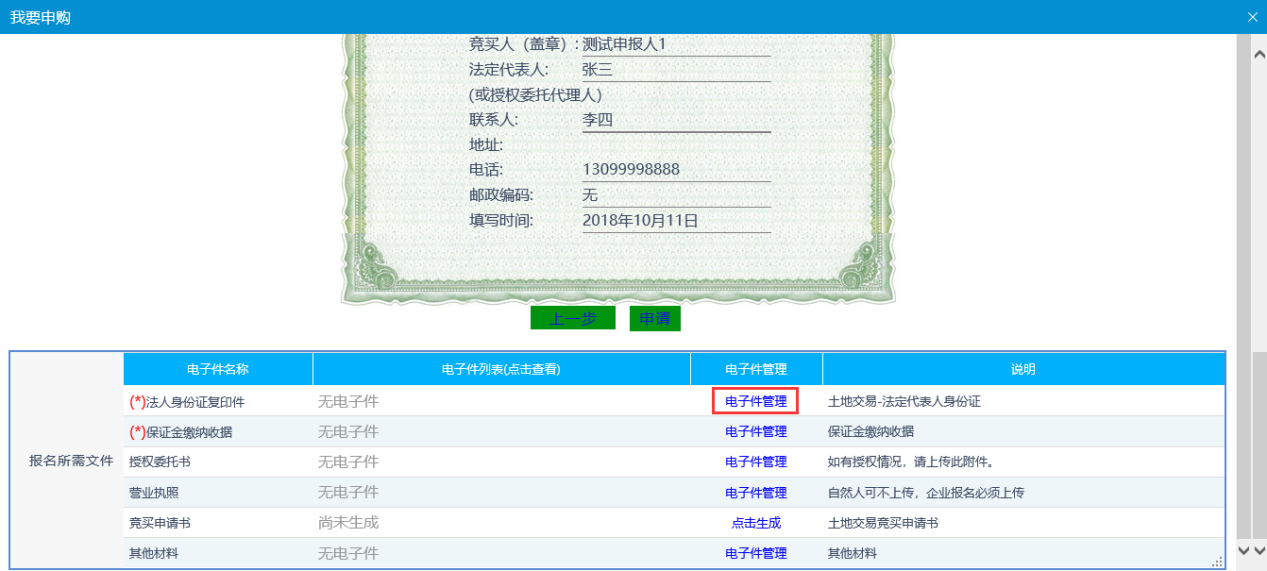 我要申购
竞买人（盖章）: 测试申报人1
法定代表人: 张三
(或授权委托代理人)
联系人: 李四
地址:
电话: 13099998888
邮政编码: 无
填写时间: 2018年10月11日
上一步 申请
电子件名称 电子件列表(点击查看) 电子件管理 说明
(*)法人身份证复印件 无电子件 电子件管理 土地交易-法定代表人身份证
(*)保证金缴纳收据 无电子件 电子件管理 保证金缴纳收据
报名所需文件 授权委托书 无电子件 电子件管理 如有授权情况，请上传此附件。
营业执照 无电子件 电子件管理 自然人可不上传，企业报名必须上传
竞买申请书 尚未生成 点击生成 土地交易竞买申请书
其他材料 无电子件 电子件管理 其他材料